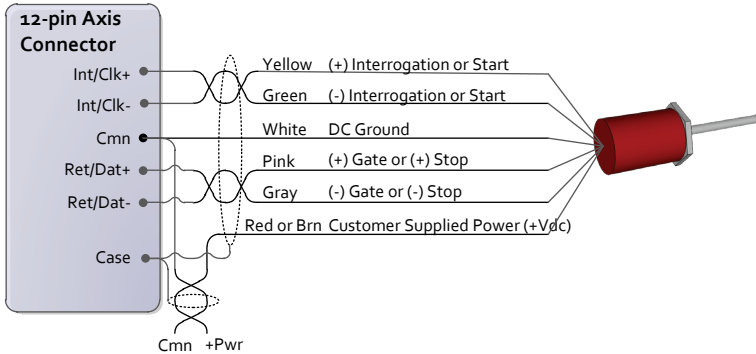 12-pin Axis
Connector
Int/Clk+
Yellow (+) Interrogation or Start
Int/Clk-
Green (-) Interrogation or Start
Cmn
White DC Ground
Ret/Dat+
Pink (+) Gate or (+) Stop
Ret/Dat-
Gray (-) Gate or (-) Stop
Red or Brn Customer Supplied Power (+Vdc)
Case
Cmn +Pwr